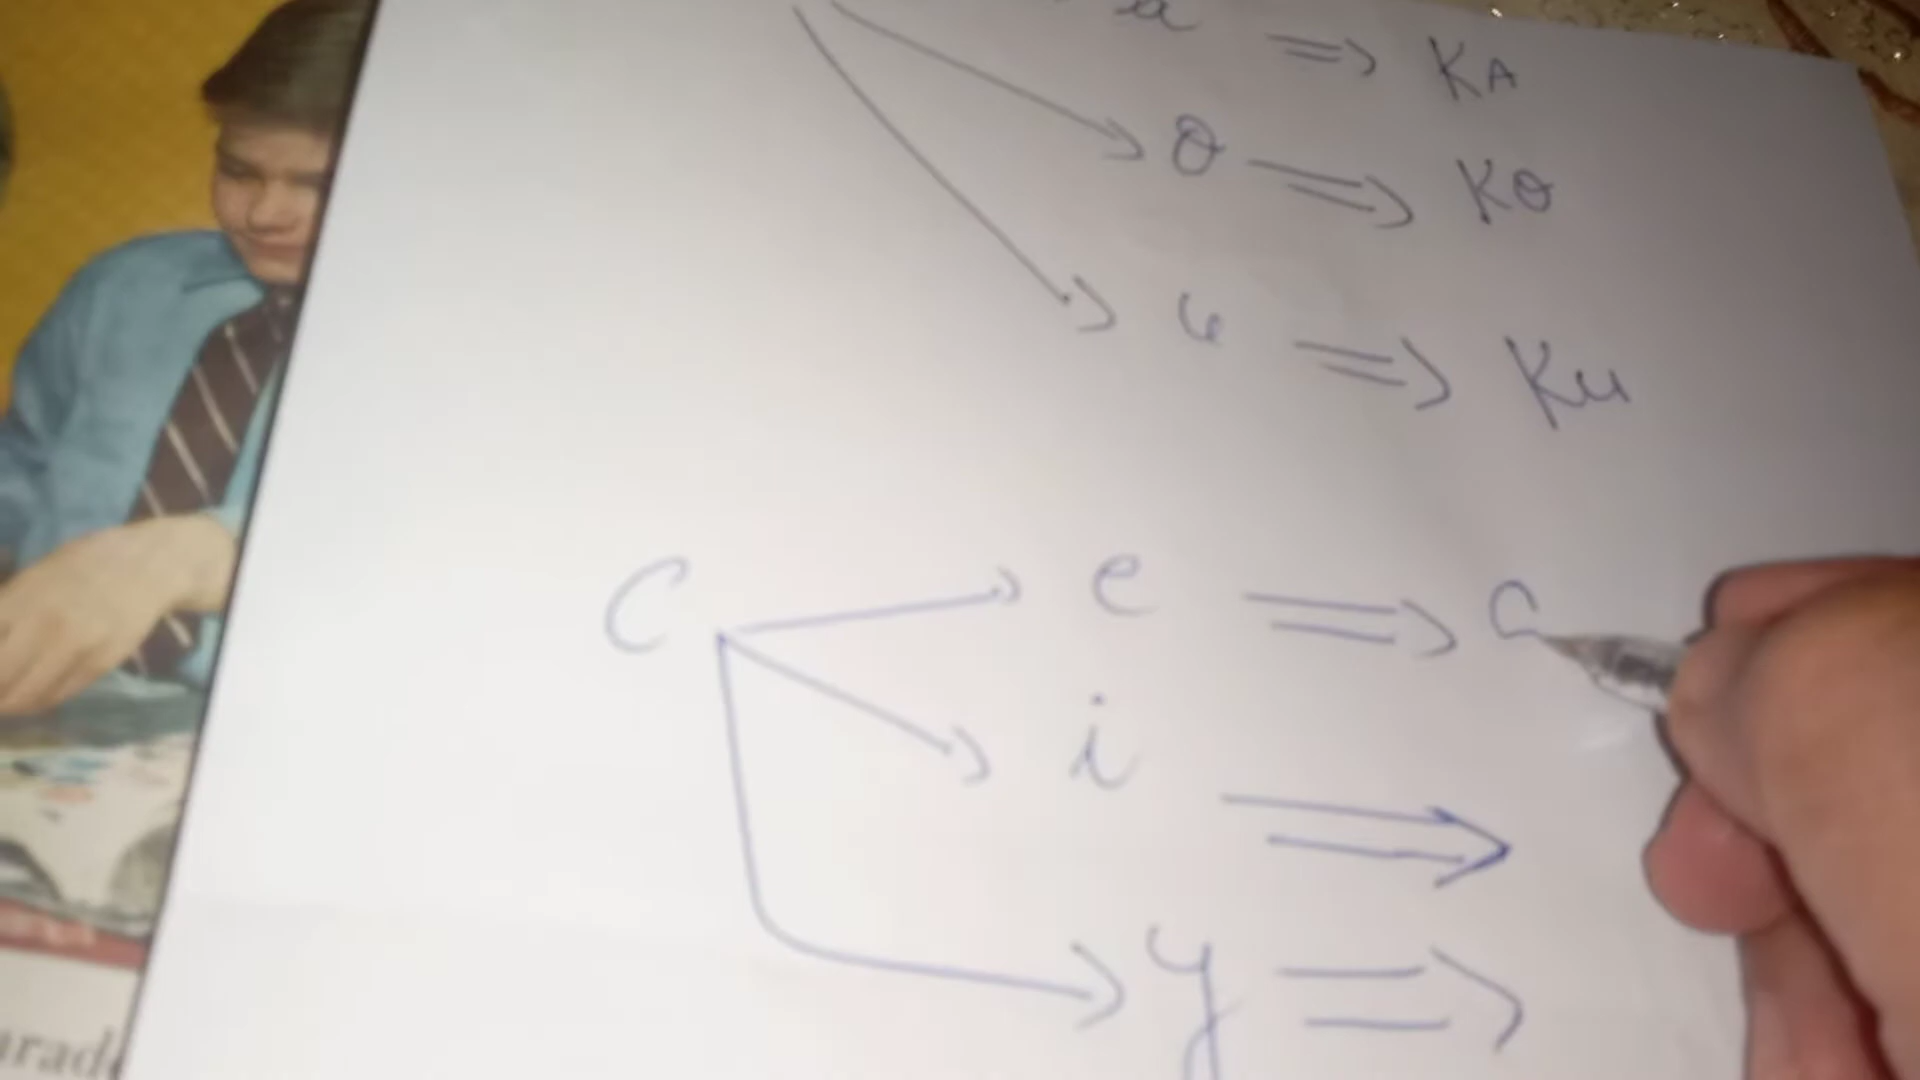 a ⇒ KA
→ o ⇒ Ko
→ u ⇒ Ku
C → e ⇒ C
→ i ⇒
→ y ⇒